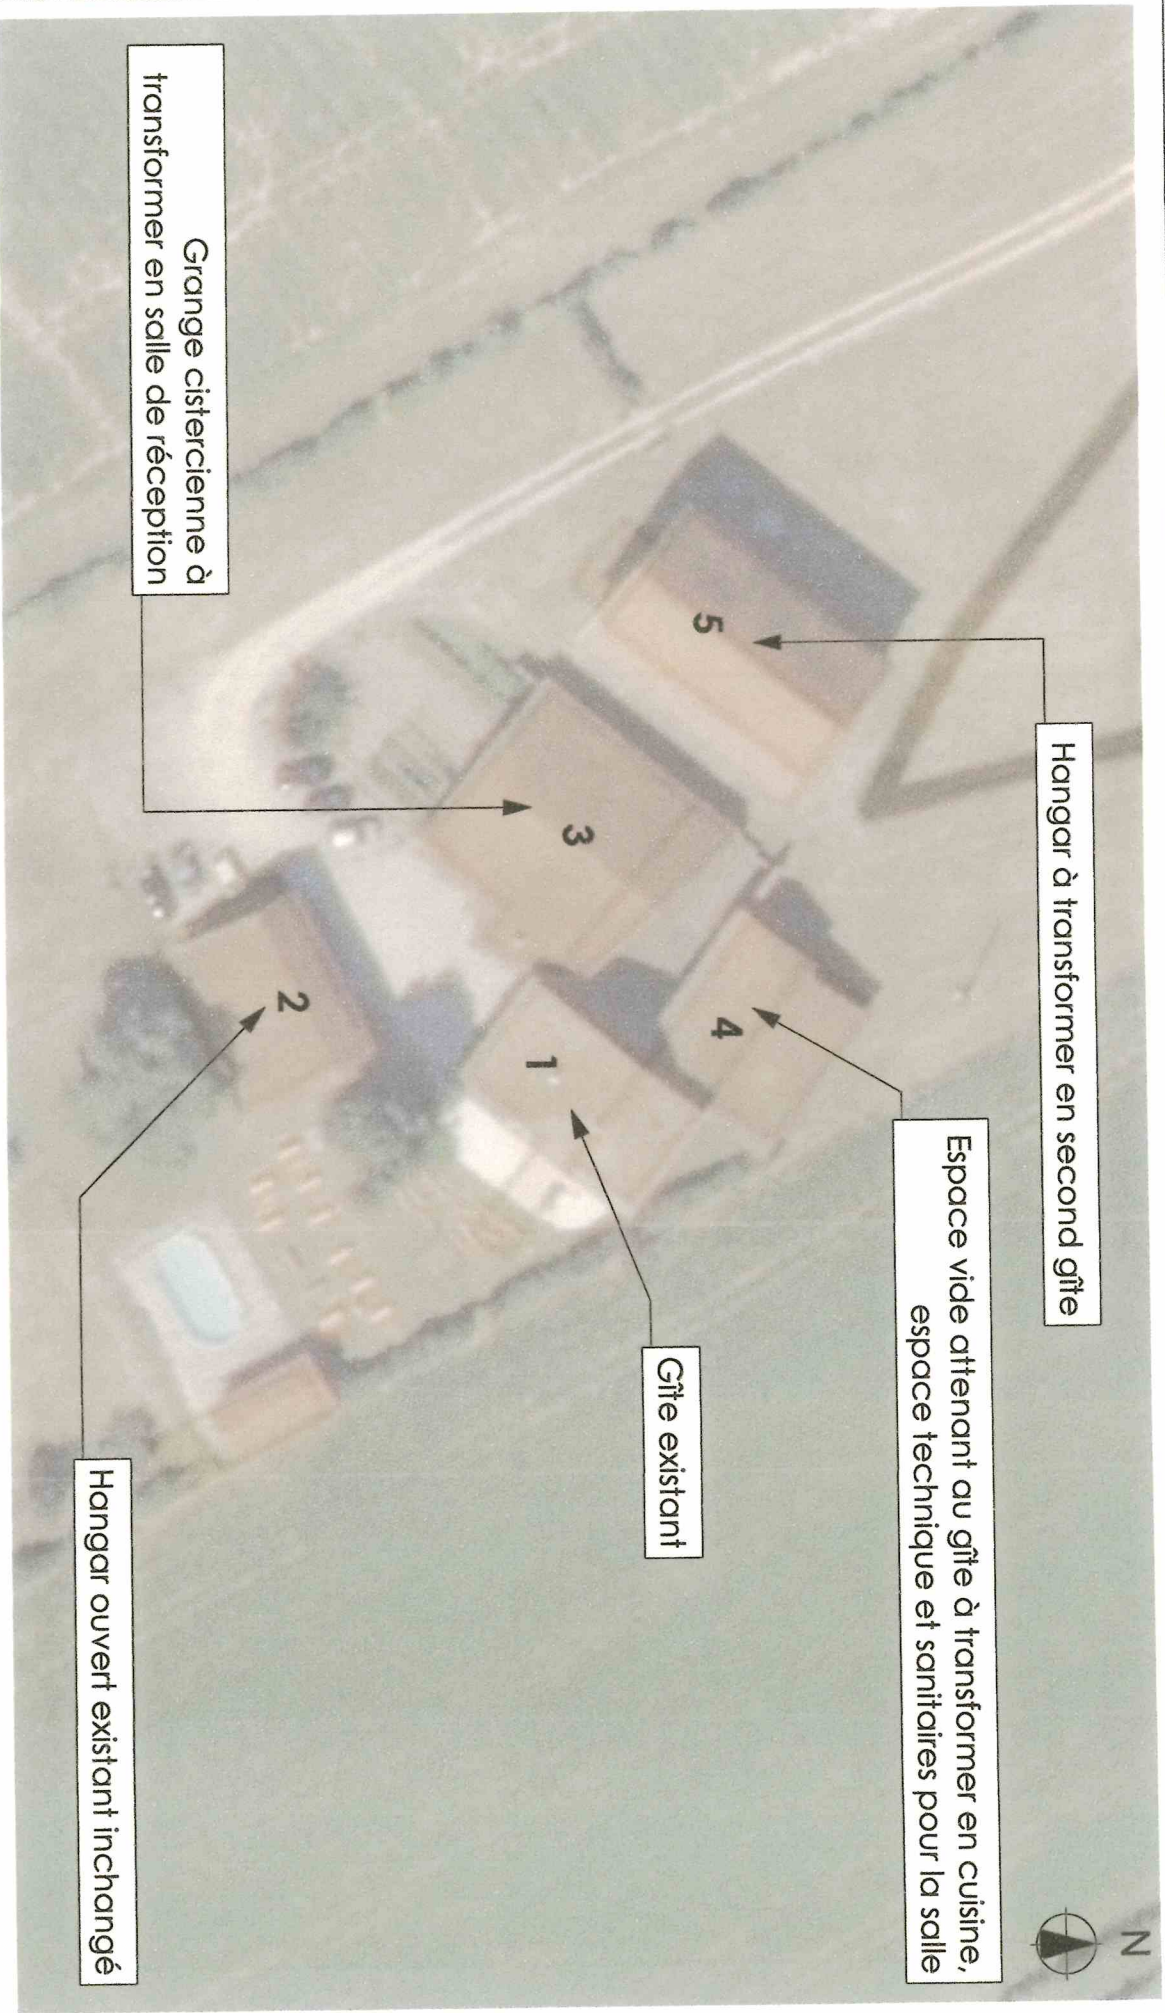 N
Hangar à transformer en second gîte
Espace vide attenant au gîte à transformer en cuisine,
espace technique et sanitaires pour la salle
Gîte existant
5
3
4
1
2
Grange cistercienne à
transformer en salle de réception
Hangar ouvert existant inchangé